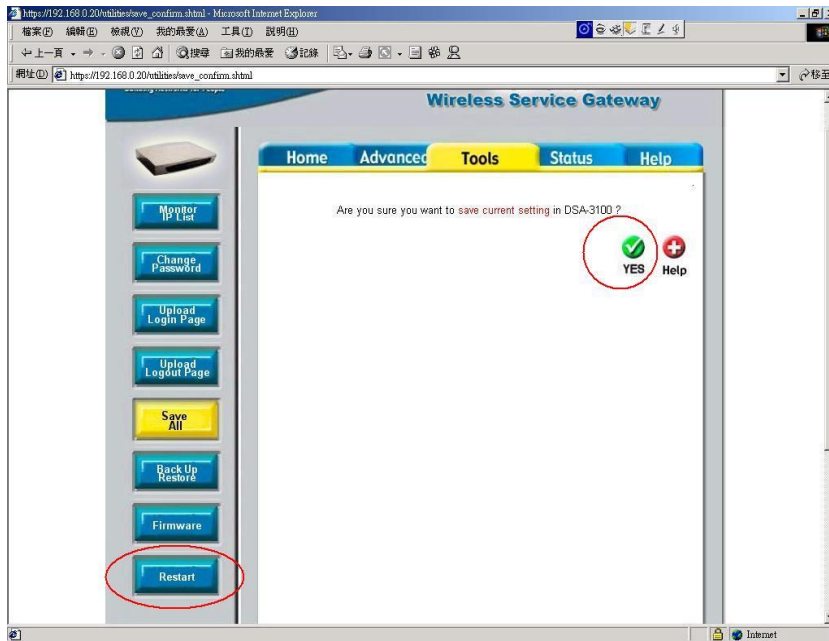 https://192.168.0.20/utilities/save_confirm.shtml - Microsoft Internet Explorer
檔案(F) 編輯(E) 檢視(V) 我的最愛(A) 工具(T) 說明(H)
上一頁 搜尋 我的最愛 記錄
網址(D) https://192.168.0.20/utilities/save_confirm.shtml 移至
Building Networks for People
Wireless Service Gateway
Home Advanced Tools Status Help
Are you sure you want to save current setting in DSA-3100 ?
YES Help
Monitor
IP List
Change
Password
Upload
Login Page
Upload
Logout Page
Save
All
Back Up
Restore
Firmware
Restart
Internet